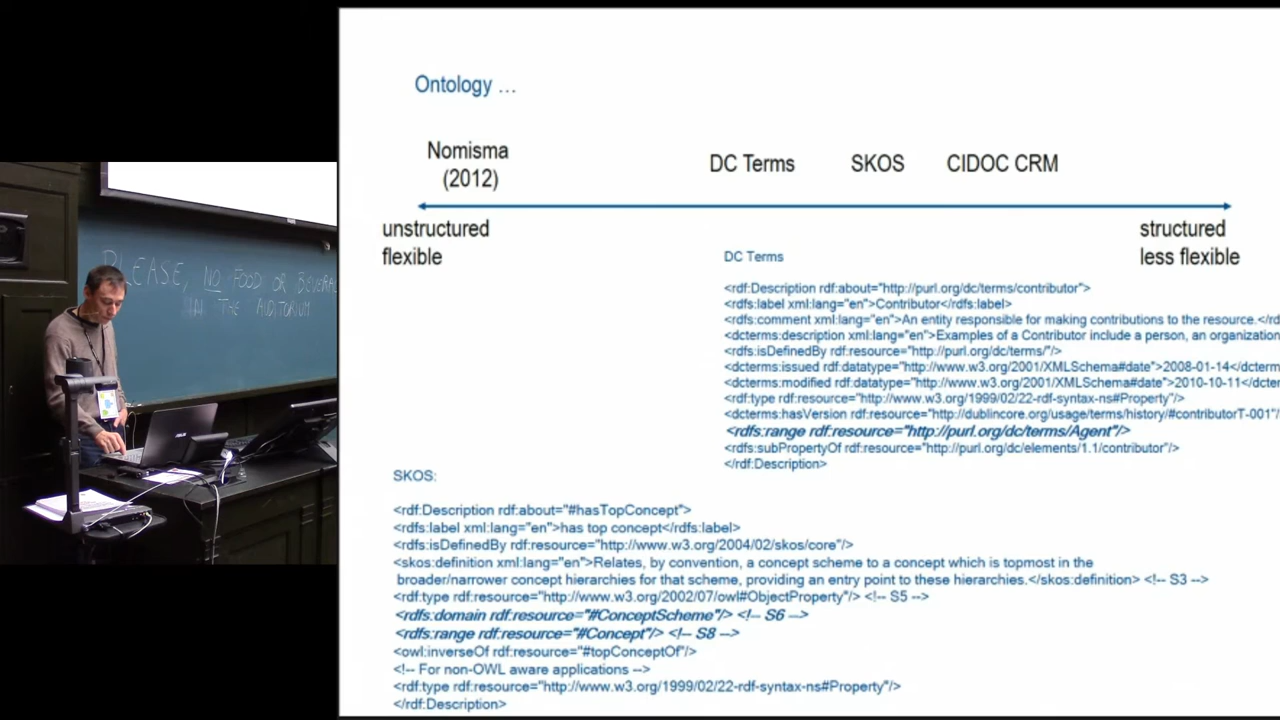 Ontology …
Nomisma
(2012)
DC Terms
SKOS
CIDOC CRM
unstructured
flexible
structured
less flexible
DC Terms
<rdf:Description rdf:about="http://purl.org/dc/terms/contributor">
<rdfs:label xml:lang="en">Contributor</rdfs:label>
<rdfs:comment xml:lang="en">An entity responsible for making contributions to the resource.</rd
<dcterms:description xml:lang="en">Examples of a Contributor include a person, an organization
<rdfs:isDefinedBy rdf:resource="http://purl.org/dc/terms/"/>
<dcterms:issued rdf:datatype="http://www.w3.org/2001/XMLSchema#date">2008-01-14</dcterm
<dcterms:modified rdf:datatype="http://www.w3.org/2001/XMLSchema#date">2010-10-11</dcte
<rdf:type rdf:resource="http://www.w3.org/1999/02/22-rdf-syntax-ns#Property"/>
<dcterms:hasVersion rdf:resource="http://dublincore.org/usage/terms/history/#contributorT-001"/
<rdfs:range rdf:resource="http://purl.org/dc/terms/Agent"/>
<rdfs:subPropertyOf rdf:resource="http://purl.org/dc/elements/1.1/contributor"/>
</rdf:Description>
SKOS:
<rdf:Description rdf:about="#hasTopConcept">
<rdfs:label xml:lang="en">has top concept</rdfs:label>
<rdfs:isDefinedBy rdf:resource="http://www.w3.org/2004/02/skos/core"/>
<skos:definition xml:lang="en">Relates, by convention, a concept scheme to a concept which is topmost in the
broader/narrower concept hierarchies for that scheme, providing an entry point to these hierarchies.</skos:definition> <!-- S3 -->
<rdf:type rdf:resource="http://www.w3.org/2002/07/owl#ObjectProperty"/> <!-- S5 -->
<rdfs:domain rdf:resource="#ConceptScheme"/> <!-- S6 -->
<rdfs:range rdf:resource="#Concept"/> <!-- S8 -->
<owl:inverseOf rdf:resource="#topConceptOf"/>
<!-- For non-OWL aware applications -->
<rdf:type rdf:resource="http://www.w3.org/1999/02/22-rdf-syntax-ns#Property"/>
</rdf:Description>
PLEASE, NO FOOD OR BEVERA
IN THE AUDITORIUM
ASUS